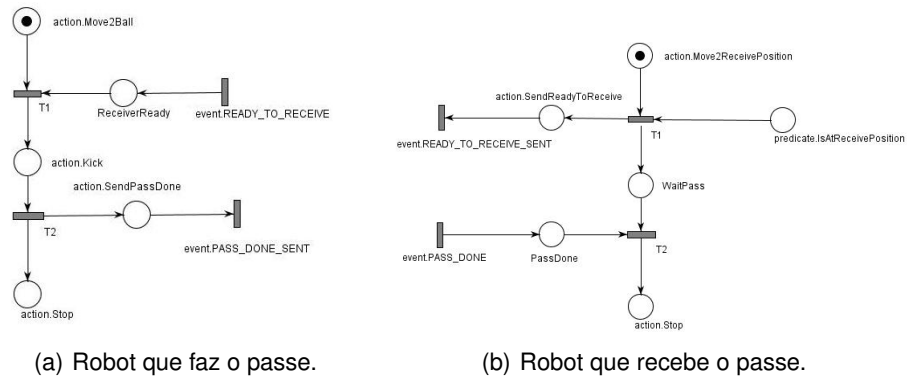 action.Move2Ball
T1
ReceiverReady
event.READY_TO_RECEIVE
action.Kick
action.SendPassDone
T2
event.PASS_DONE_SENT
action.Stop
(a) Robot que faz o passe.
action.Move2ReceivePosition
action.SendReadyToReceive
T1
event.READY_TO_RECEIVE_SENT
predicate.IsAtReceivePosition
WaitPass
T2
event.PASS_DONE
PassDone
action.Stop
(b) Robot que recebe o passe.